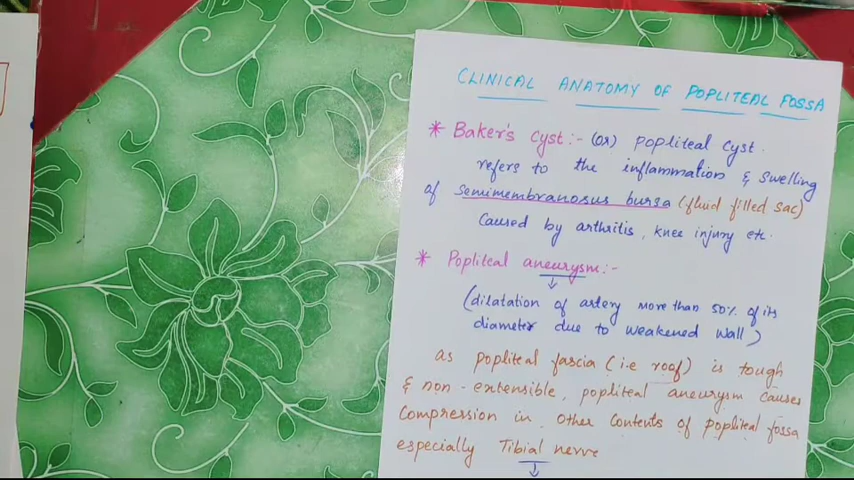 CLINICAL ANATOMY OF POPLITEAL FOSSA
* Baker's Cyst :- (or) popliteal cyst.
refers to the inflammation & swelling
of semimembranosus bursa (fluid filled sac)
caused by arthritis, knee injury etc.
* Popliteal aneurysm :-
↓
(dilatation of artery more than 50% of its
diameter due to weakened wall)
as popliteal fascia (i.e roof) is tough
& non-extensible, popliteal aneurysm causes
compression in other contents of popliteal fossa
especially Tibial nerve
↓